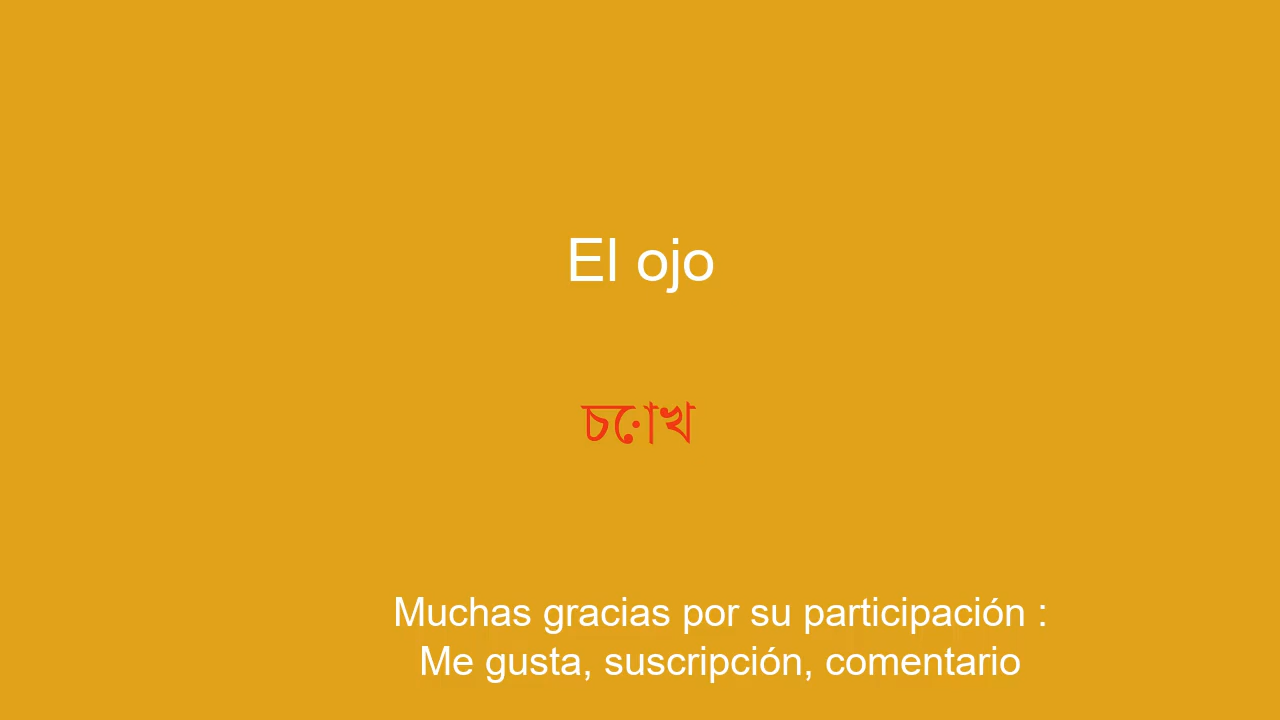 El ojo
চোখ
Muchas gracias por su participación :
Me gusta, suscripción, comentario